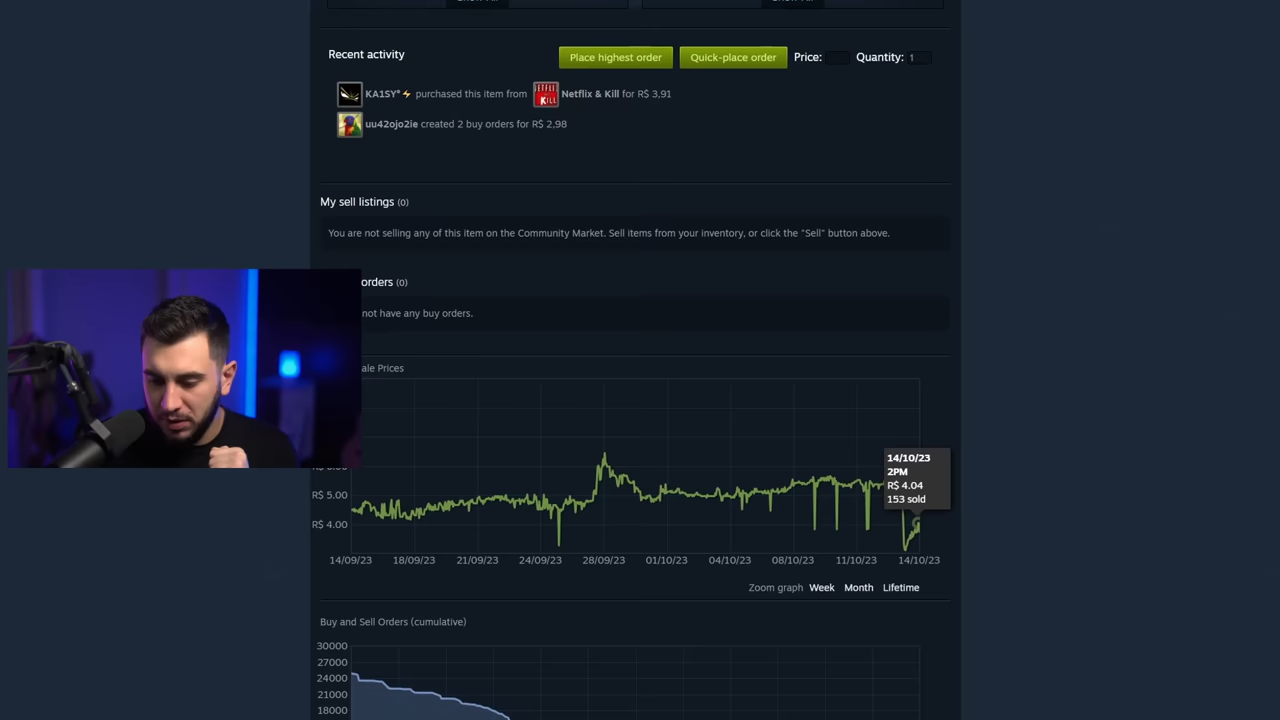 Recent activity
Place highest order
Quick-place order
Price:
Quantity: 1
KA1SY°⚡ purchased this item from NETFLIX KILL Netflix & Kill for R$ 3,91
uu42ojo2ie created 2 buy orders for R$ 2,98
My sell listings (0)
You are not selling any of this item on the Community Market. Sell items from your inventory, or click the "Sell" button above.
orders (0)
not have any buy orders.
ale Prices
14/10/23
2PM
R$ 4.04
153 sold
R$ 5.00
R$ 4.00
14/09/23 18/09/23 21/09/23 24/09/23 28/09/23 01/10/23 04/10/23 08/10/23 11/10/23 14/10/23
Zoom graph Week Month Lifetime
Buy and Sell Orders (cumulative)
30000
27000
24000
21000
18000